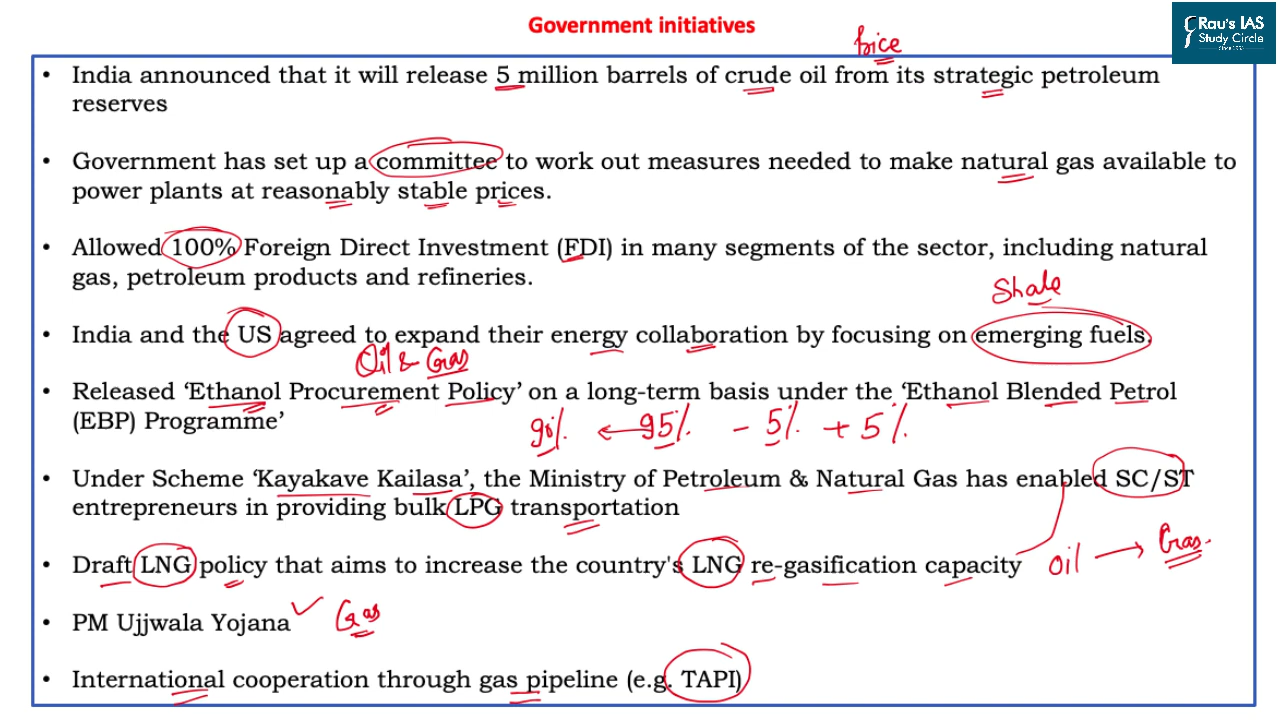 Government initiatives
Rau's IAS
Study Circle
Since 1953
Price
• India announced that it will release 5 million barrels of crude oil from its strategic petroleum
reserves
• Government has set up a committee to work out measures needed to make natural gas available to
power plants at reasonably stable prices.
• Allowed 100% Foreign Direct Investment (FDI) in many segments of the sector, including natural
gas, petroleum products and refineries.
Shale
• India and the US agreed to expand their energy collaboration by focusing on emerging fuels.
Oil & Gas
• Released ‘Ethanol Procurement Policy’ on a long-term basis under the ‘Ethanol Blended Petrol
(EBP) Programme’
90% ← 95% - 5% + 5%
• Under Scheme ‘Kayakave Kailasa’, the Ministry of Petroleum & Natural Gas has enabled SC/ST
entrepreneurs in providing bulk LPG transportation
• Draft LNG policy that aims to increase the country's LNG re-gasification capacity
Oil → Gas.
• PM Ujjwala Yojana ✓ Gas
• International cooperation through gas pipeline (e.g. TAPI)